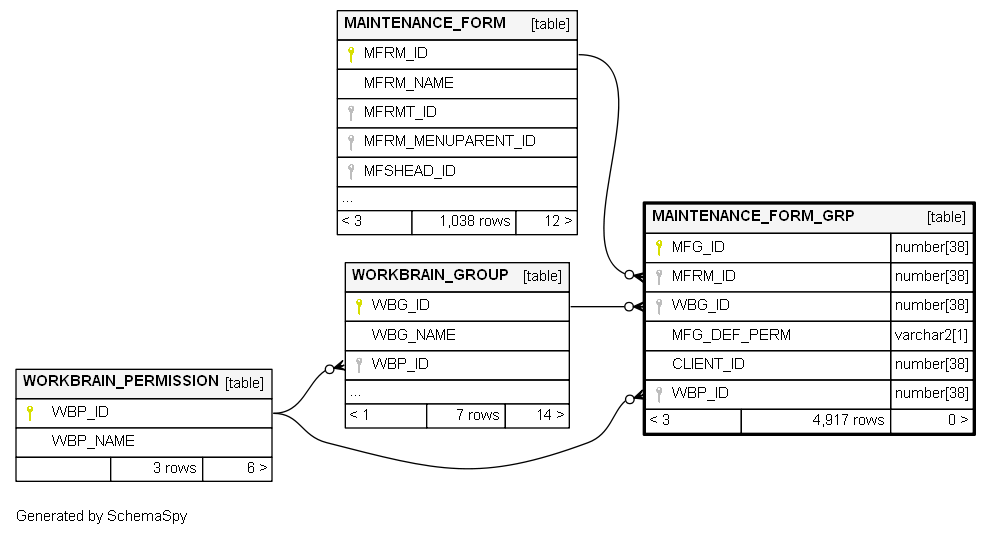 MAINTENANCE_FORM [table]
MFRM_ID
MFRM_NAME
MFRMT_ID
MFRM_MENUPARENT_ID
MFSHEAD_ID
...
< 3 1,038 rows 12 >
MAINTENANCE_FORM_GRP [table]
MFG_ID number[38]
MFRM_ID number[38]
WBG_ID number[38]
MFG_DEF_PERM varchar2[1]
CLIENT_ID number[38]
WBP_ID number[38]
< 3 4,917 rows 0 >
WORKBRAIN_GROUP [table]
WBG_ID
WBG_NAME
WBP_ID
...
< 1 7 rows 14 >
WORKBRAIN_PERMISSION [table]
WBP_ID
WBP_NAME
3 rows 6 >
Generated by SchemaSpy